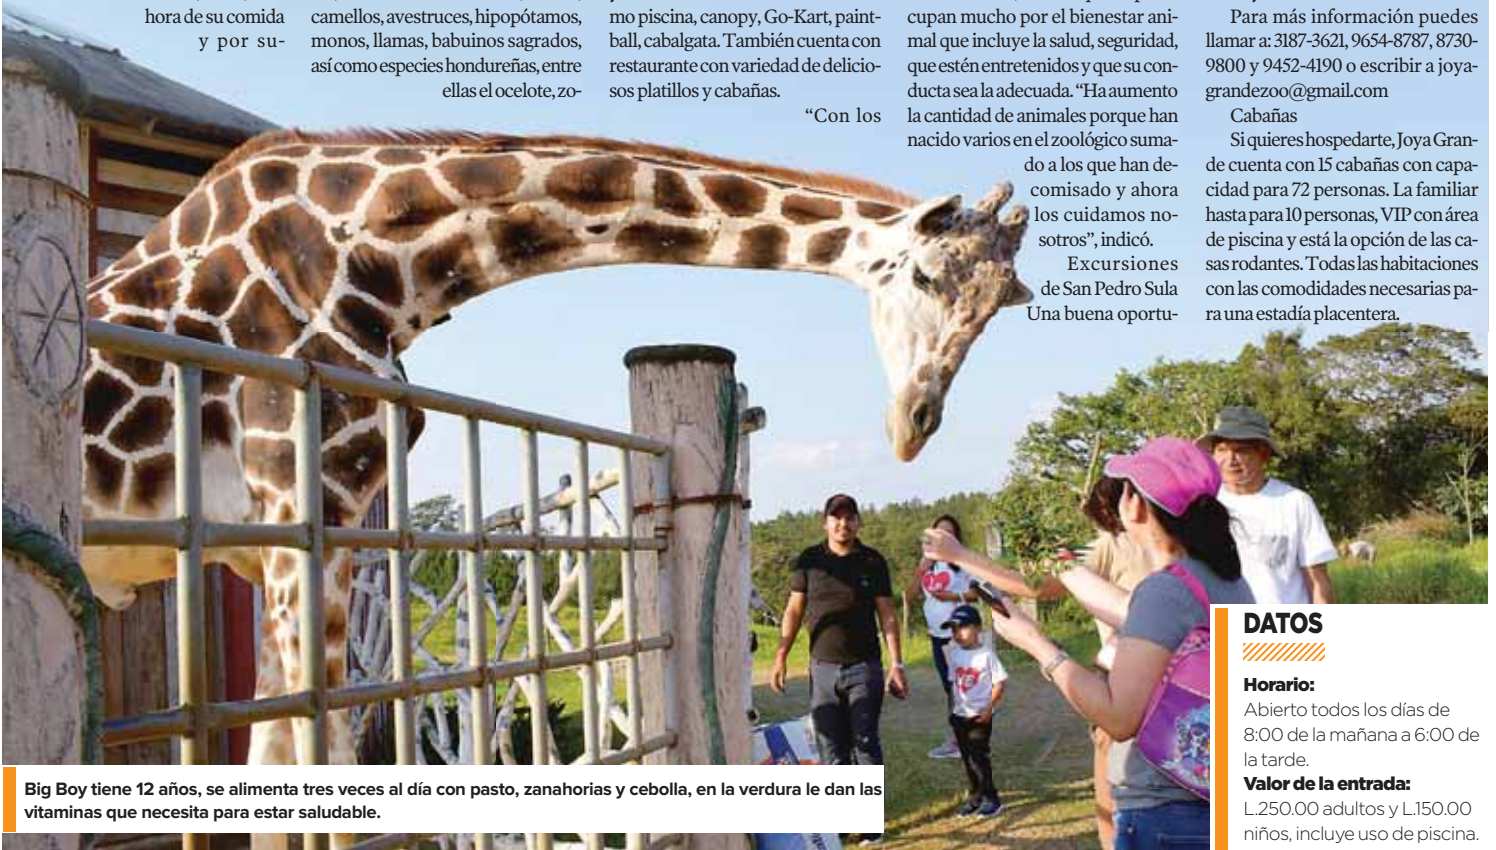 hora de su comida
y por su-
camellos, avestruces, hipopótamos,
monos, llamas, babuinos sagrados,
así como especies hondureñas, entre
ellas el ocelote, zo-
mo piscina, canopy, Go-Kart, paint-
ball, cabalgata. También cuenta con
restaurante con variedad de delicio-
sos platillos y cabañas.
“Con los
cupan mucho por el bienestar ani-
mal que incluye la salud, seguridad,
que estén entretenidos y que su con-
ducta sea la adecuada. “Ha aumento
la cantidad de animales porque han
nacido varios en el zoológico suma-
do a los que han de-
comisado y ahora
los cuidamos no-
sotros”, indicó.
Excursiones
de San Pedro Sula
Una buena oportu-
Para más información puedes
llamar a: 3187-3621, 9654-8787, 8730-
9800 y 9452-4190 o escribir a joya-
grandezoo@gmail.com
Cabañas
Si quieres hospedarte, Joya Gran-
de cuenta con 15 cabañas con capa-
cidad para 72 personas. La familiar
hasta para 10 personas, VIP con área
de piscina y está la opción de las ca-
sas rodantes. Todas las habitaciones
con las comodidades necesarias pa-
ra una estadía placentera.
Big Boy tiene 12 años, se alimenta tres veces al día con pasto, zanahorias y cebolla, en la verdura le dan las
vitaminas que necesita para estar saludable.
DATOS
Horario:
Abierto todos los días de
8:00 de la mañana a 6:00 de
la tarde.
Valor de la entrada:
L.250.00 adultos y L.150.00
niños, incluye uso de piscina.